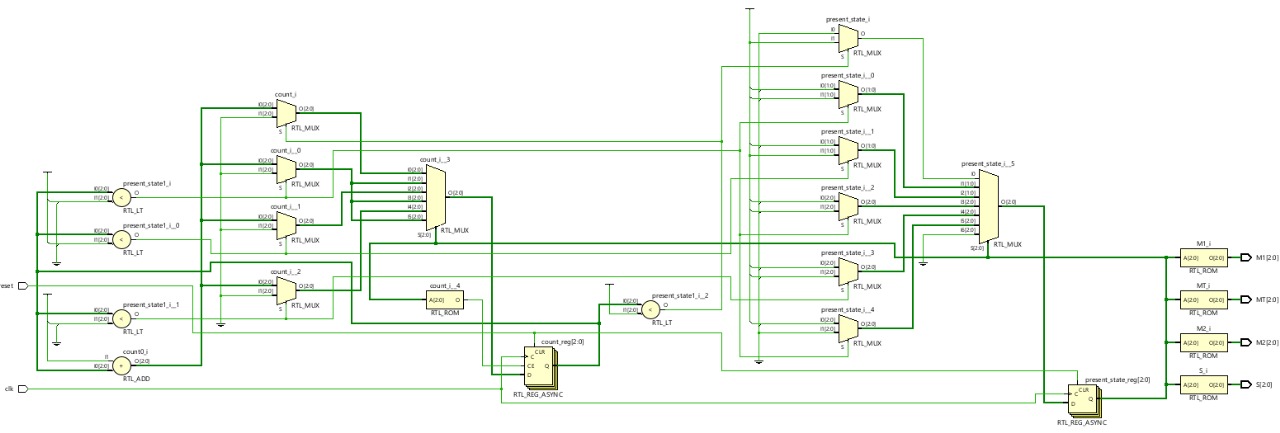 present_state_i
I0
I1
O
S
RTL_MUX
present_state_i__0
I0[1:0]
I1[1:0]
O[1:0]
S
RTL_MUX
present_state_i__1
I0[1:0]
I1[1:0]
O[1:0]
S
RTL_MUX
present_state_i__2
I0[2:0]
I1[2:0]
O[2:0]
S
RTL_MUX
present_state_i__3
I0[2:0]
I1[2:0]
O[2:0]
S
RTL_MUX
present_state_i__4
I0[2:0]
I1[2:0]
O[2:0]
S
RTL_MUX
present_state_i__5
I0
I1[1:0]
I2[1:0]
I3[2:0]
I4[2:0]
I5[2:0]
I6[2:0]
S[2:0]
O[2:0]
RTL_MUX
count_i
I0[2:0]
I1[2:0]
O[2:0]
S
RTL_MUX
count_i__0
I0[2:0]
I1[2:0]
O[2:0]
S
RTL_MUX
count_i__1
I0[2:0]
I1[2:0]
O[2:0]
S
RTL_MUX
count_i__2
I0[2:0]
I1[2:0]
O[2:0]
S
RTL_MUX
count_i__3
I0[2:0]
I1[2:0]
I2[2:0]
I3[2:0]
I4[2:0]
I5[2:0]
S[2:0]
O[2:0]
RTL_MUX
count_i__4
A[2:0]
O
RTL_ROM
present_state1_i
I0[2:0]
I1[2:0]
O
<
RTL_LT
present_state1_i__0
I0[2:0]
I1[2:0]
O
<
RTL_LT
present_state1_i__1
I0[2:0]
I1[2:0]
O
<
RTL_LT
present_state1_i__2
I0[2:0]
I1[2:0]
O
<
RTL_LT
count0_i
I1
I0[2:0]
O[2:0]
+
RTL_ADD
eset
clk
count_reg[2:0]
CLR
C
CE
D
Q
RTL_REG_ASYNC
present_state_reg[2:0]
CLR
C
D
Q
RTL_REG_ASYNC
M1_i
A[2:0]
O[2:0]
RTL_ROM
M1[2:0]
MT_i
A[2:0]
O[2:0]
RTL_ROM
MT[2:0]
M2_i
A[2:0]
O[2:0]
RTL_ROM
M2[2:0]
S_i
A[2:0]
O[2:0]
RTL_ROM
S[2:0]